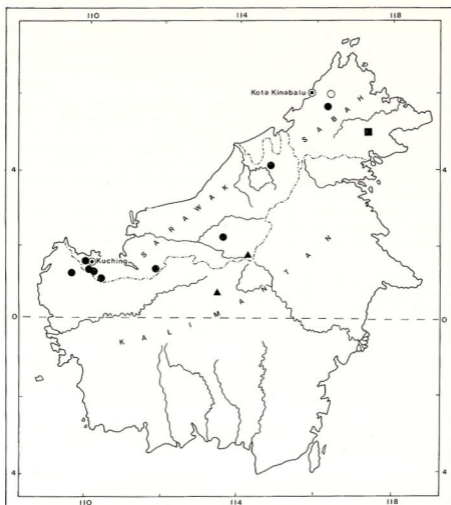 110 114 118
Kota Kinabalu
SABAH
4 4
SARAWAK
Kuching
0 0
KALIMANTAN
4 4
110 114 118